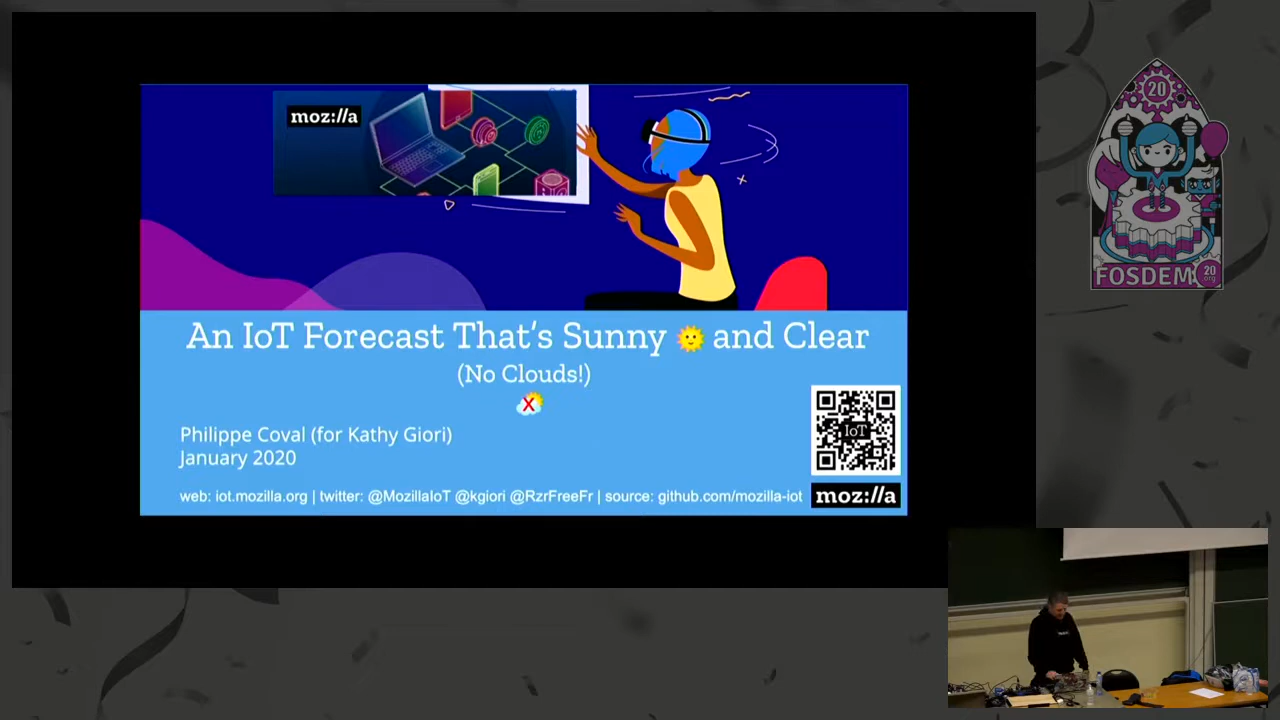 moz://a
An IoT Forecast That's Sunny 🌞 and Clear
(No Clouds!)
X
Philippe Coval (for Kathy Giori)
January 2020
web: iot.mozilla.org | twitter: @MozillaIoT @kgiori @RzrFreeFr | source: github.com/mozilla-iot
IoT
moz://a
20
FOSDEM
20
org